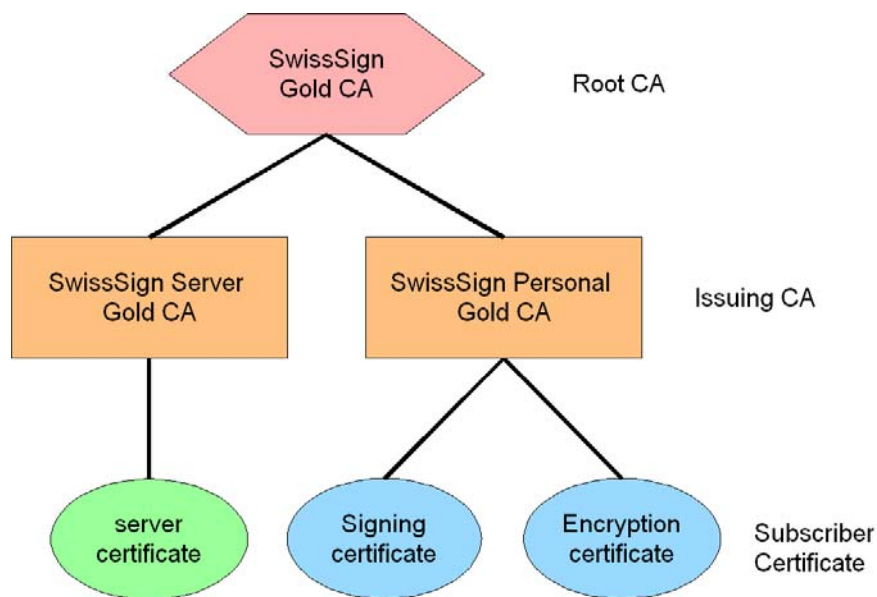 SwissSign
Gold CA
Root CA
SwissSign Server
Gold CA
SwissSign Personal
Gold CA
Issuing CA
server
certificate
Signing
certificate
Encryption
certificate
Subscriber
Certificate